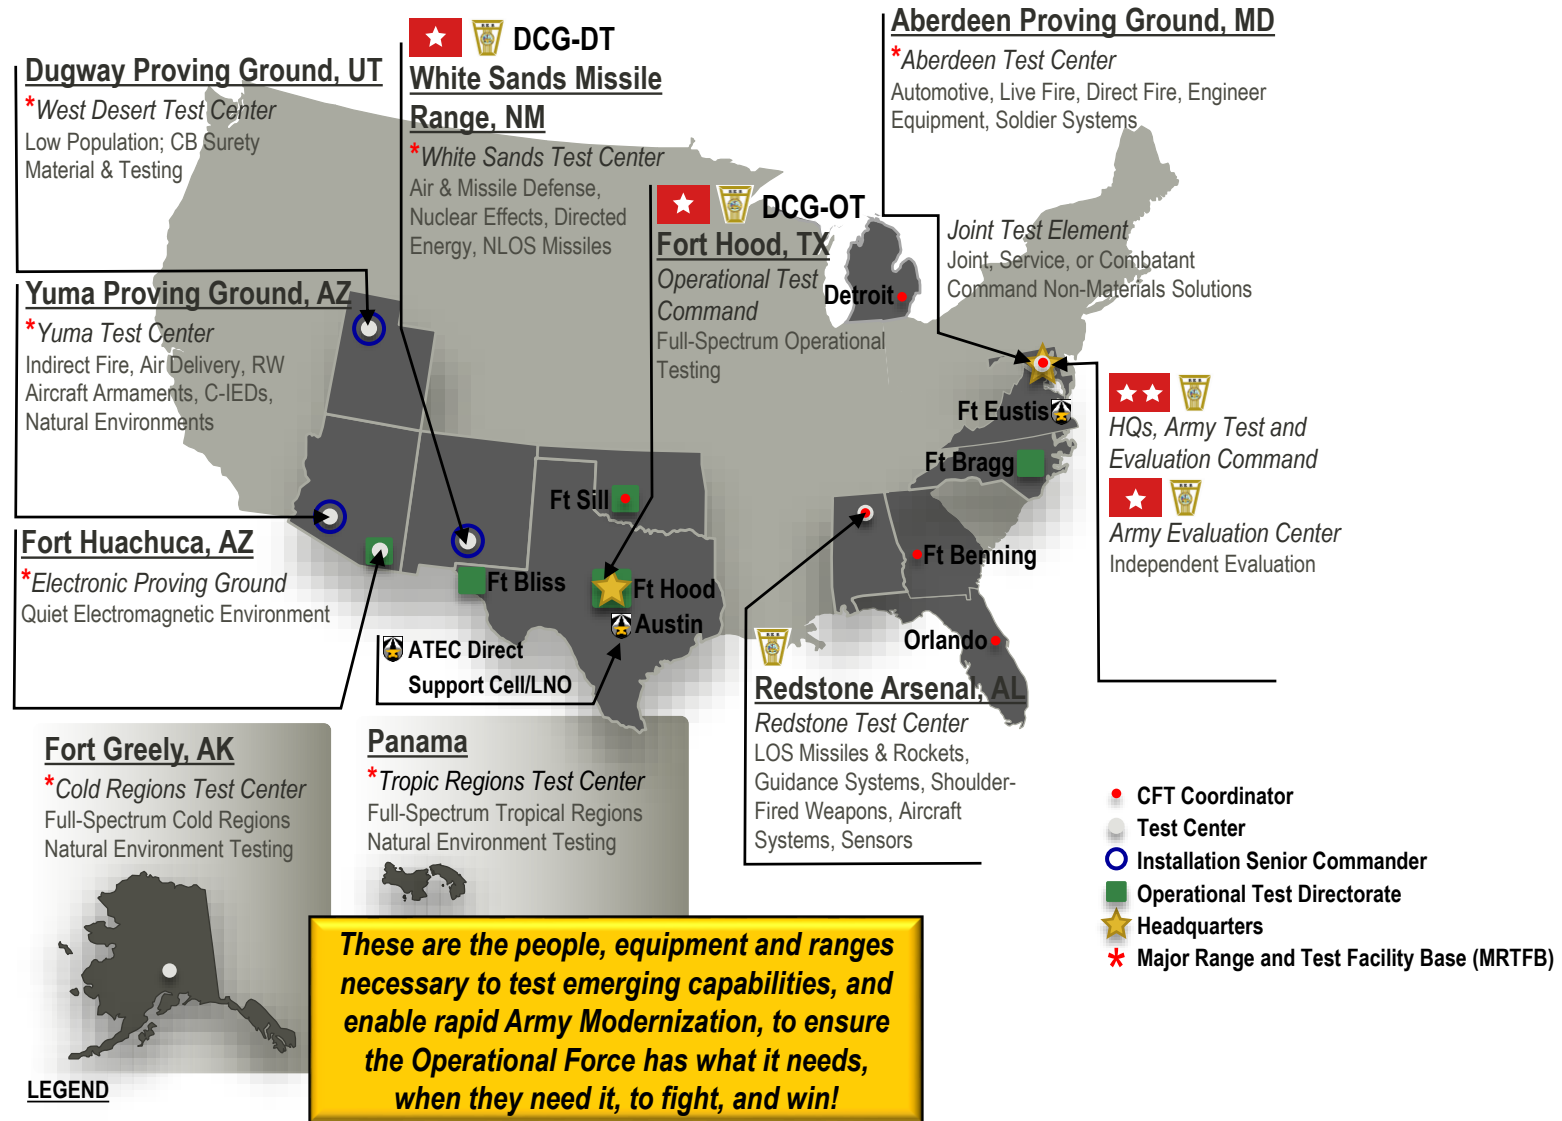 Dugway Proving Ground, UT
*West Desert Test Center
Low Population; CB Surety
Material & Testing
DCG-DT
White Sands Missile
Range, NM
*White Sands Test Center
Air & Missile Defense,
Nuclear Effects, Directed
Energy, NLOS Missiles
Aberdeen Proving Ground, MD
*Aberdeen Test Center
Automotive, Live Fire, Direct Fire, Engineer
Equipment, Soldier Systems
Joint Test Element
Joint, Service, or Combatant
Command Non-Materials Solutions
DCG-OT
Fort Hood, TX
Operational Test
Command
Full-Spectrum Operational
Testing
Detroit
Yuma Proving Ground, AZ
*Yuma Test Center
Indirect Fire, Air Delivery, RW
Aircraft Armaments, C-IEDs,
Natural Environments
HQs, Army Test and
Evaluation Command
Army Evaluation Center
Independent Evaluation
Ft Eustis
Ft Bragg
Ft Sill
Ft Benning
Ft Bliss
Ft Hood
Austin
Orlando
Fort Huachuca, AZ
*Electronic Proving Ground
Quiet Electromagnetic Environment
ATEC Direct
Support Cell/LNO
Redstone Arsenal, AL
Redstone Test Center
LOS Missiles & Rockets,
Guidance Systems, Shoulder-
Fired Weapons, Aircraft
Systems, Sensors
Fort Greely, AK
*Cold Regions Test Center
Full-Spectrum Cold Regions
Natural Environment Testing
Panama
*Tropic Regions Test Center
Full-Spectrum Tropical Regions
Natural Environment Testing
CFT Coordinator
Test Center
Installation Senior Commander
Operational Test Directorate
Headquarters
* Major Range and Test Facility Base (MRTFB)
These are the people, equipment and ranges
necessary to test emerging capabilities, and
enable rapid Army Modernization, to ensure
the Operational Force has what it needs,
when they need it, to fight, and win!
LEGEND